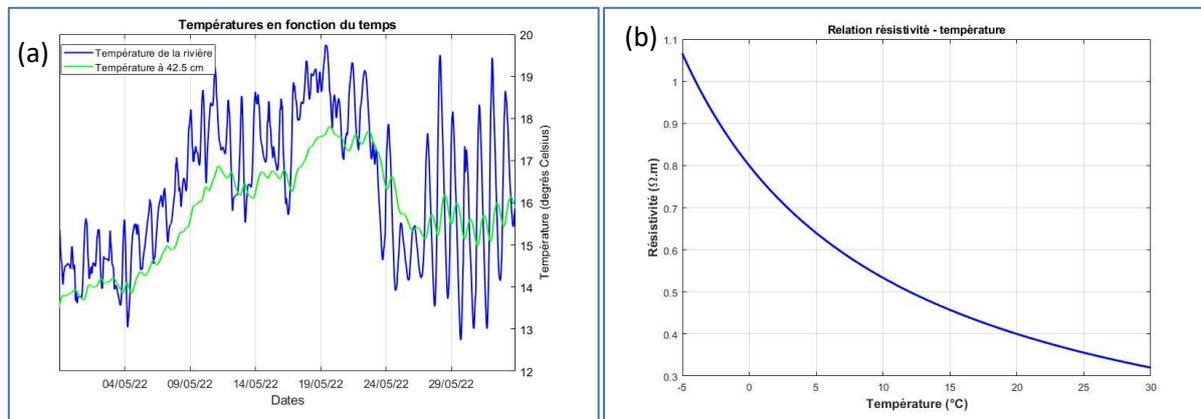 (a)
Températures en fonction du temps
Température de la rivière
Température à 42.5 cm
20
19
18
17
16
15
14
13
12
Température (degrés Celsius)
04/05/22 09/05/22 14/05/22 19/05/22 24/05/22 29/05/22
Dates
(b)
Relation résistivité - température
1.1
1
0.9
0.8
0.7
0.6
0.5
0.4
0.3
Résistivité (Ω.m)
-5 0 5 10 15 20 25 30
Température (°C)